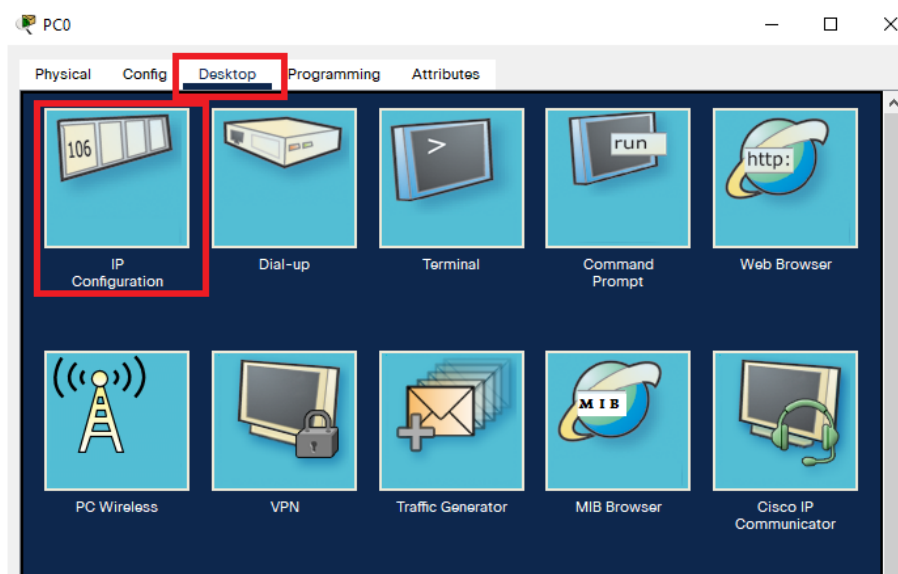 PC0
Physical Config Desktop Programming Attributes
106
>
run
http:
IP
Configuration
Dial-up
Terminal
Command
Prompt
Web Browser
MIB
PC Wireless
VPN
Traffic Generator
MIB Browser
Cisco IP
Communicator